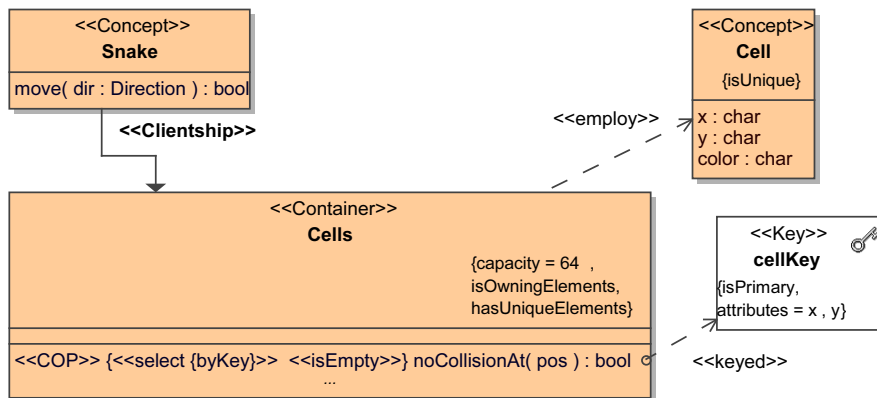 <<Concept>>
Snake
move( dir : Direction ) : bool
<<Clientship>>
<<Concept>>
Cell
{isUnique}
x : char
y : char
color : char
<<employ>>
<<Container>>
Cells
{capacity = 64 ,
isOwningElements,
hasUniqueElements}
<<COP>> {<<select {byKey}>> <<isEmpty>>} noCollisionAt( pos ) : bool
...
<<Key>>
cellKey
{isPrimary,
attributes = x , y}
<<keyed>>